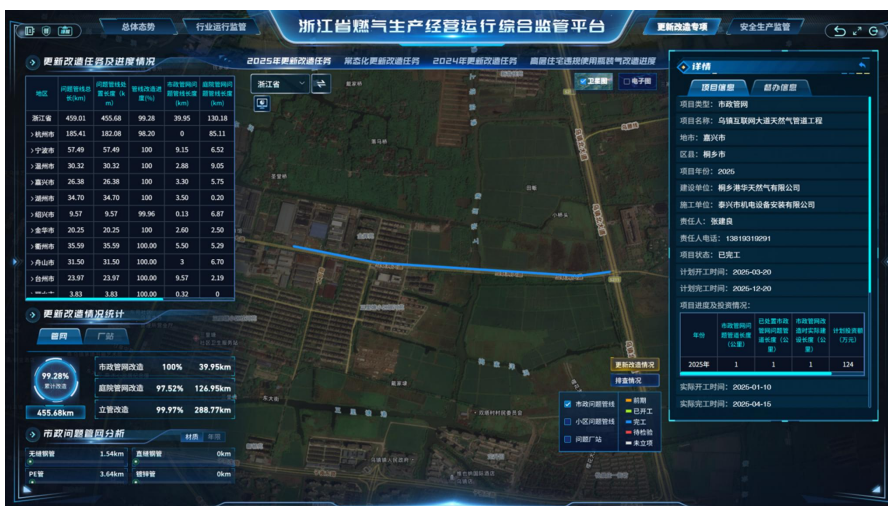 总体态势
行业运行监管
浙江省燃气生产经营运行综合监管平台
更新改造专项
安全生产监管
更新改造任务及进度情况
2025年更新改造任务 常态化更新改造任务 2024年更新改造任务 高层住宅违规使用瓶装气改造进度
地区 问题管线总长(km) 问题管线处置长度(km) 管线改造进度(%) 市政管网问题管线长度(km) 庭院管网问题管线长度(km)
浙江省 459.01 455.68 99.28 39.95 130.18
杭州市 185.41 182.08 98.20 0 85.11
宁波市 57.49 57.49 100 9.15 6.52
温州市 30.32 30.32 100 2.88 9.05
嘉兴市 26.38 26.38 100 3.30 5.75
湖州市 34.70 34.70 100 3.50 0.20
绍兴市 9.57 9.57 99.96 0.13 6.87
金华市 20.25 20.25 100 2.60 2.50
衢州市 35.59 35.59 100.00 5.50 5.29
舟山市 31.50 31.50 100.00 3 6.70
台州市 23.97 23.97 100.00 9.57 2.19
3.83 3.83 100.00 0.32 0
更新改造情况统计
管网 厂站
99.28%
累计改造
455.68km
市政管网改造 100% 39.95km
庭院管网改造 97.52% 126.95km
立管改造 99.97% 288.77km
市政问题管网分析
材质 年限
无缝钢管 1.54km 直缝钢管 0km
PE管 3.64km 镀锌管 0km
浙江省
卫星图 电子图
更新改造情况
排查情况
市政问题管线
小区问题管线
问题厂站
前期
已开工
完工
待检验
未立项
详情
项目信息 督办信息
项目类型: 市政管网
项目名称: 乌镇互联网大道天然气管道工程
地市: 嘉兴市
区县: 桐乡市
项目年份: 2025
建设单位: 桐乡港华天然气有限公司
施工单位: 泰兴市机电设备安装有限公司
责任人: 张建良
责任人电话: 13819319291
项目状态: 已完工
计划开工时间: 2025-03-20
计划完工时间: 2025-12-20
项目进度及投资情况:
年份 市政管网问题管道长度(公里) 已处置市政管网问题管道长度(公里) 市政管网改造时实际建设长度(公里) 计划投资额(万元)
2025年 1 1 1 124
实际开工时间: 2025-01-10
实际完工时间: 2025-04-15